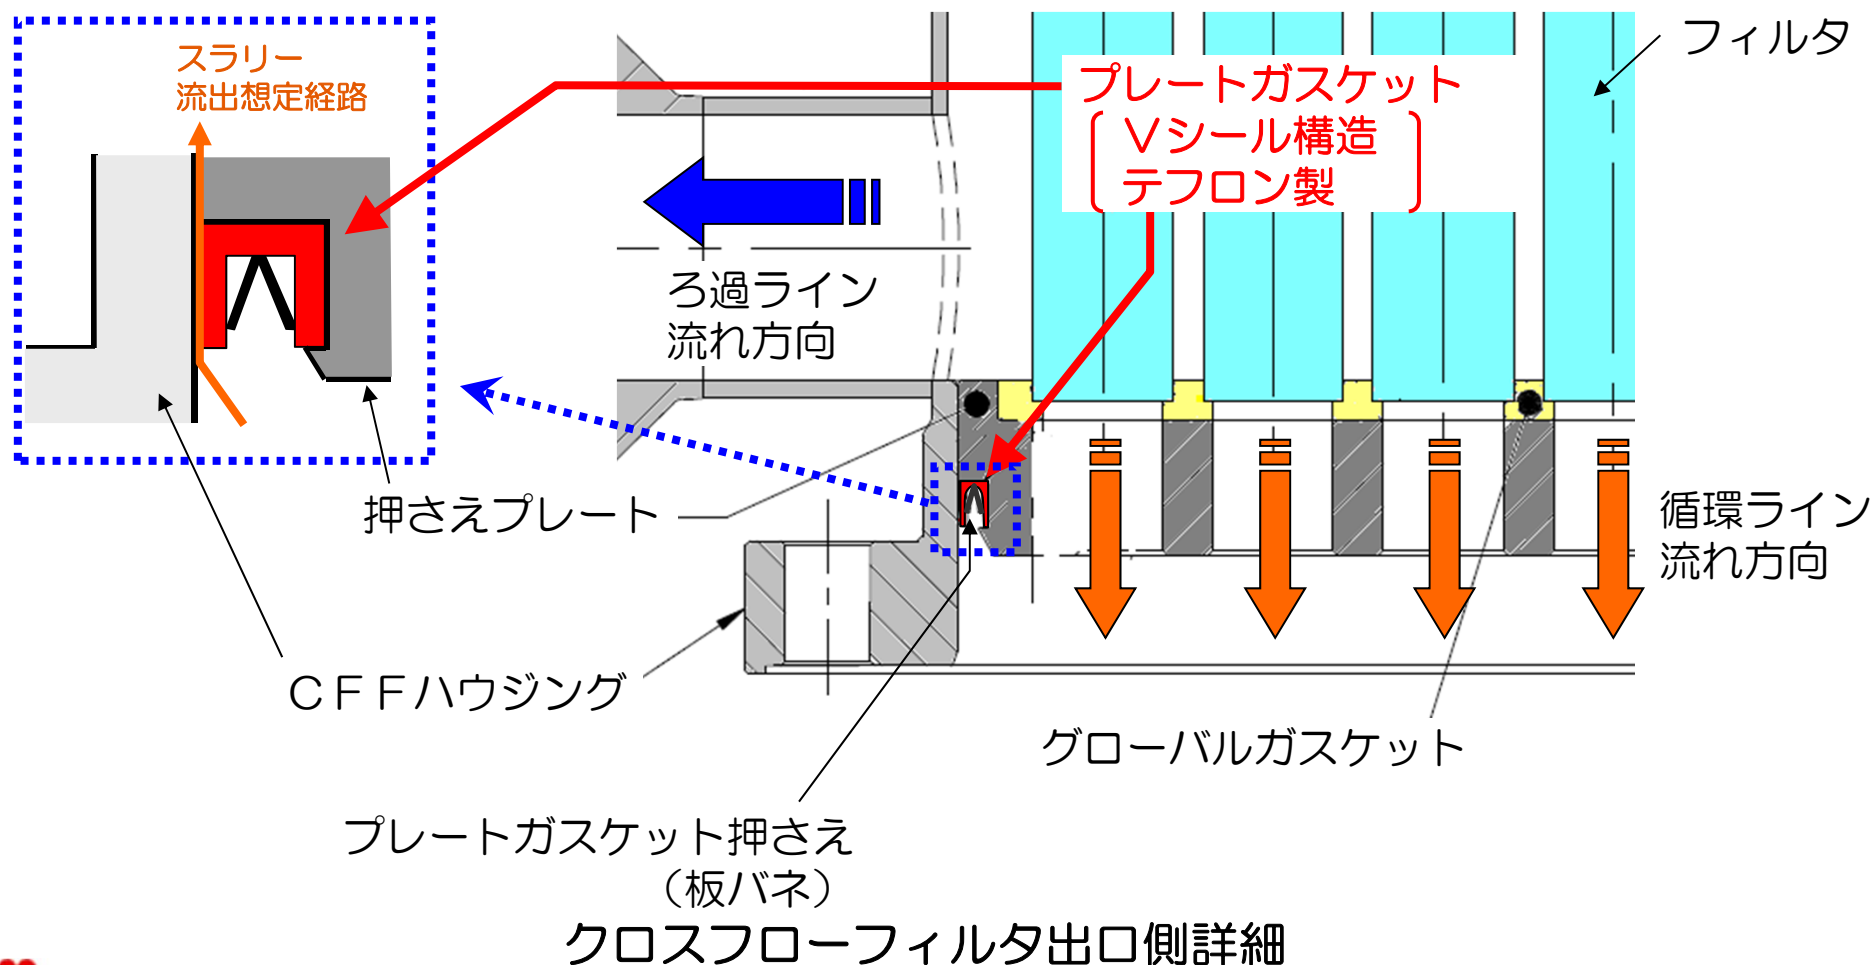 スラリー
流出想定経路
フィルタ
プレートガスケット
Ｖシール構造
テフロン製
ろ過ライン
流れ方向
押さえプレート
循環ライン
流れ方向
ＣＦＦハウジング
グローバルガスケット
プレートガスケット押さえ
（板バネ）
クロスフローフィルタ出口側詳細